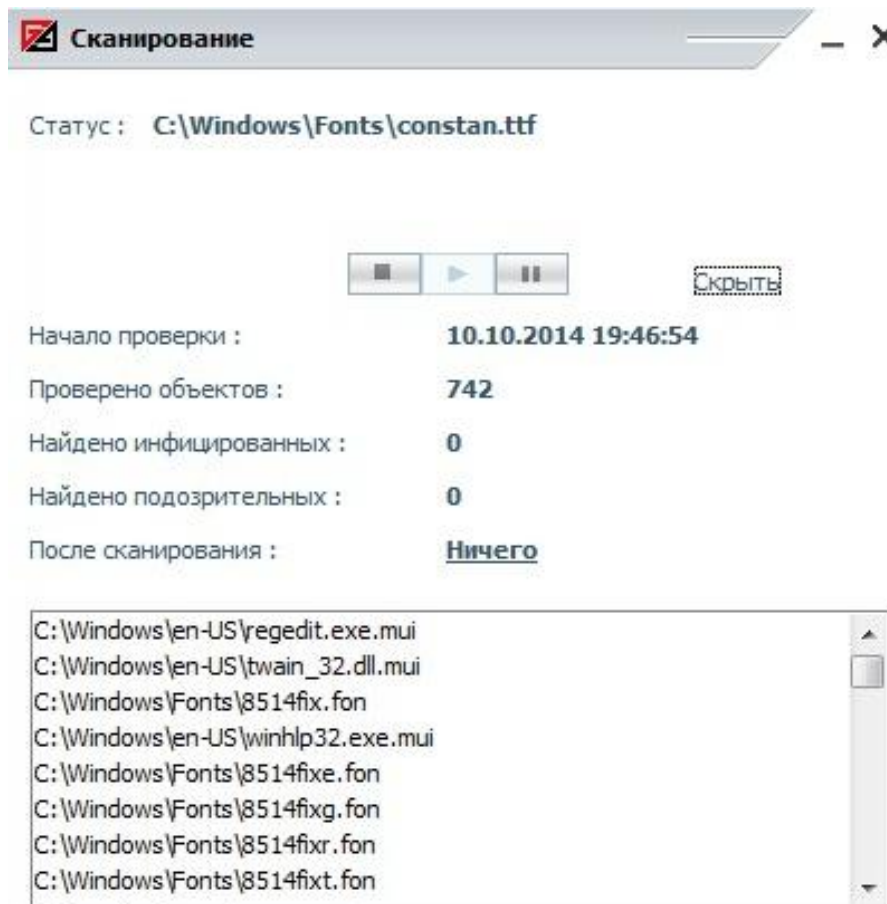 Сканирование
Статус : C:\Windows\Fonts\constan.ttf
Скрыть
Начало проверки : 10.10.2014 19:46:54
Проверено объектов : 742
Найдено инфицированных : 0
Найдено подозрительных : 0
После сканирования : Ничего
C:\Windows\en-US\regedit.exe.mui
C:\Windows\en-US\twain_32.dll.mui
C:\Windows\Fonts\8514fix.fon
C:\Windows\en-US\winhlp32.exe.mui
C:\Windows\Fonts\8514fixe.fon
C:\Windows\Fonts\8514fixg.fon
C:\Windows\Fonts\8514fixr.fon
C:\Windows\Fonts\8514fixt.fon